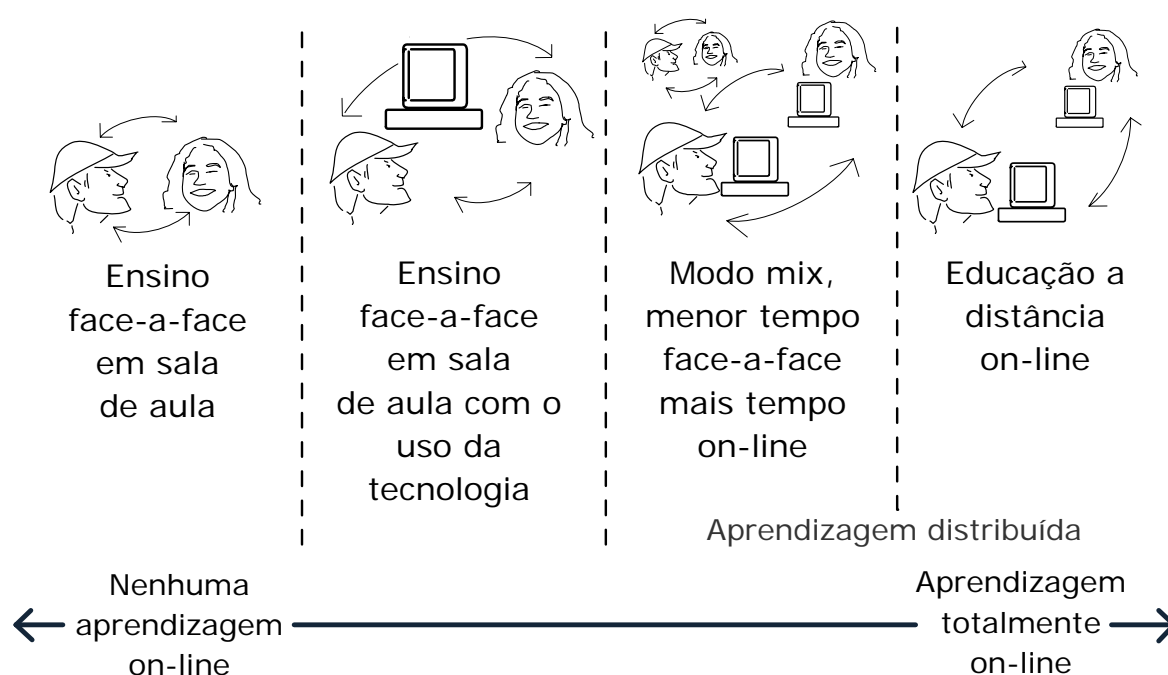 Ensino
face-a-face
em sala
de aula
Ensino
face-a-face
em sala
de aula com o
uso da
tecnologia
Modo mix,
menor tempo
face-a-face
mais tempo
on-line
Educação a
distância
on-line
Aprendizagem distribuída
Nenhuma
aprendizagem
on-line
Aprendizagem
totalmente
on-line